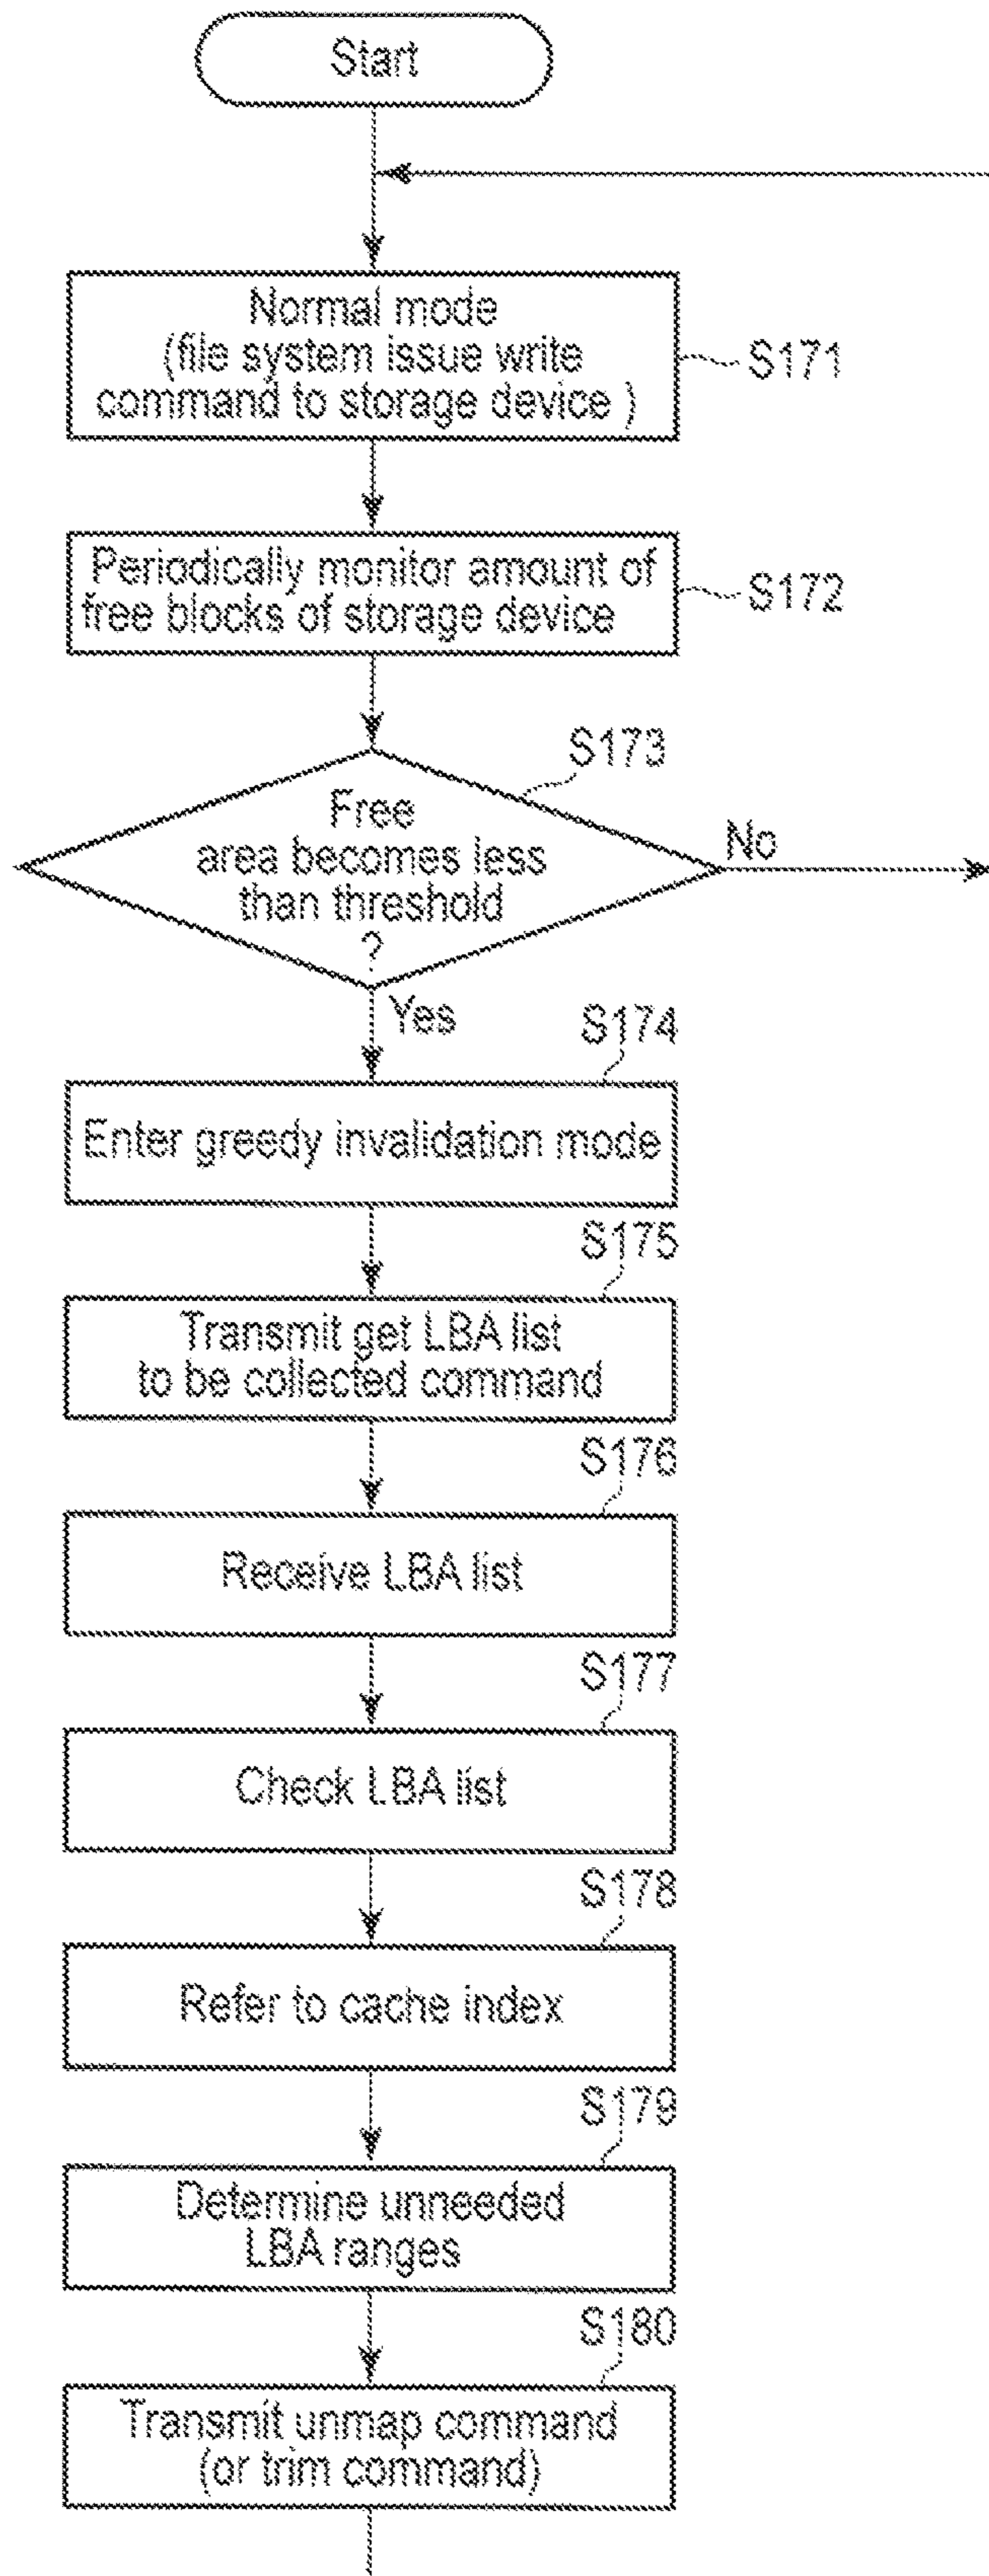 Start
Normal mode
(file system issue write
command to storage device )
S171
Periodically monitor amount of
free blocks of storage device
S172
S173
Free
area becomes less
than threshold
?
No
Yes
S174
Enter greedy invalidation mode
S175
Transmit get LBA list
to be collected command
S176
Receive LBA list
S177
Check LBA list
S178
Refer to cache index
S179
Determine unneeded
LBA ranges
S180
Transmit unmap command
(or trim command)